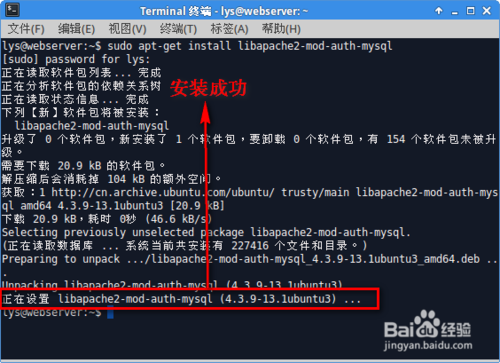 Terminal 终端 - lys@webserver:~
文件(F) 编辑(E) 视图(V) 终端(T) 标签(A) 帮助(H)
lys@webserver:~$ sudo apt-get install libapache2-mod-auth-mysql
[sudo] password for lys:
正在读取软件包列表... 完成
正在分析软件包的依赖关系树
正在读取状态信息... 完成
安装成功
下列【新】软件包将被安装：
libapache2-mod-auth-mysql
升级了 0 个软件包，新安装了 1 个软件包，要卸载 0 个软件包，有 154 个软件包未被升
级。
需要下载 20.9 kB 的软件包。
解压缩后会消耗掉 104 kB 的额外空间。
获取：1 http://cn.archive.ubuntu.com/ubuntu/ trusty/main libapache2-mod-auth-mys
ql amd64 4.3.9-13.1ubuntu3 [20.9 kB]
下载 20.9 kB，耗时 0秒 (46.6 kB/s)
Selecting previously unselected package libapache2-mod-auth-mysql.
(正在读取数据库 ... 系统当前共安装有 227416 个文件和目录。)
Preparing to unpack .../libapache2-mod-auth-mysql_4.3.9-13.1ubuntu3_amd64.deb ..
.
Unpacking libapache2-mod-auth-mysql (4.3.9-13.1ubuntu3) ...
正在设置 libapache2-mod-auth-mysql (4.3.9-13.1ubuntu3) ...
lys@webserver:~$
Baidu 百度经验
jingyan.baidu.com